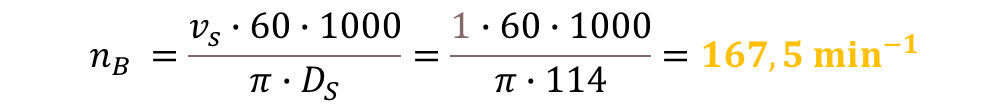 n_B = (v_s · 60 · 1000) / (π · D_S) = (1 · 60 · 1000) / (π · 114) = 167,5 min⁻¹